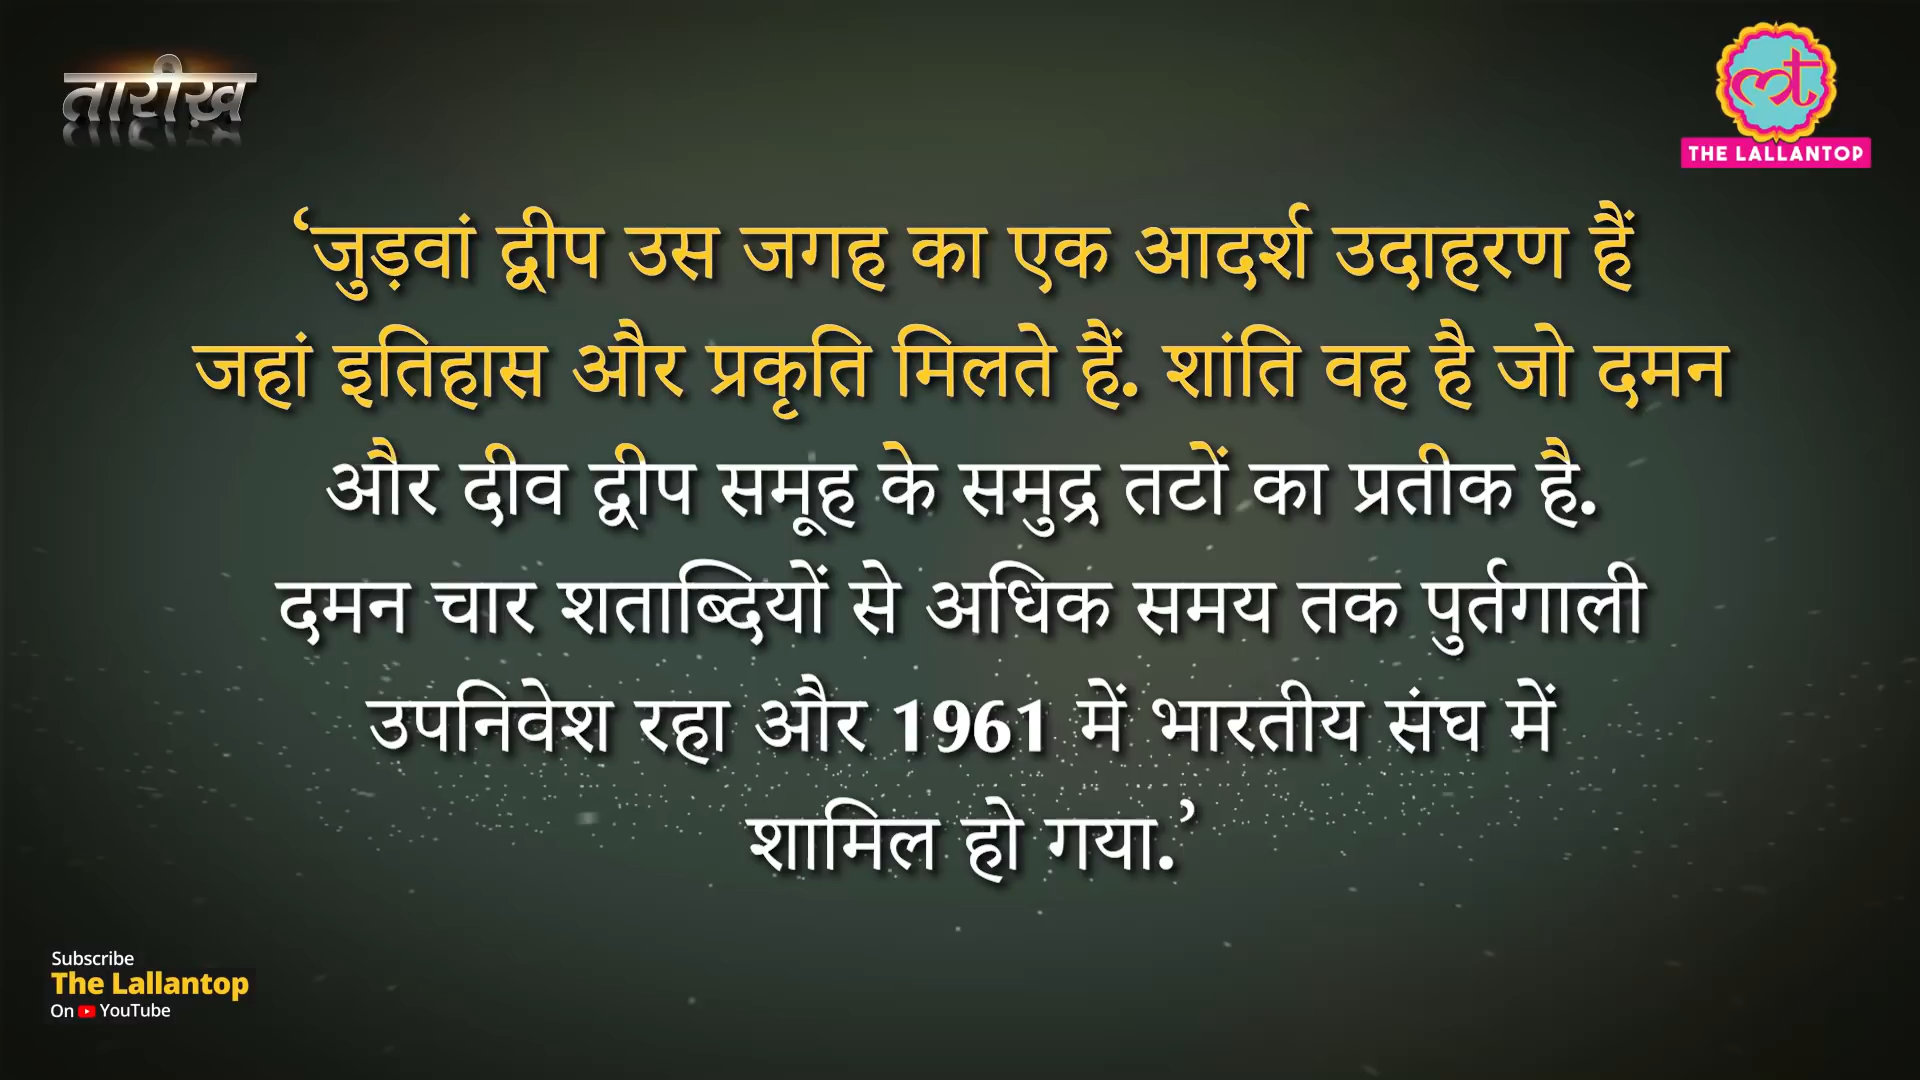 तारीख़
THE LALLANTOP
‘जुड़वां द्वीप उस जगह का एक आदर्श उदाहरण हैं
जहां इतिहास और प्रकृति मिलते हैं. शांति वह है जो दमन
और दीव द्वीप समूह के समुद्र तटों का प्रतीक है.
दमन चार शताब्दियों से अधिक समय तक पुर्तगाली
उपनिवेश रहा और 1961 में भारतीय संघ में
शामिल हो गया.’
Subscribe
The Lallantop
On YouTube